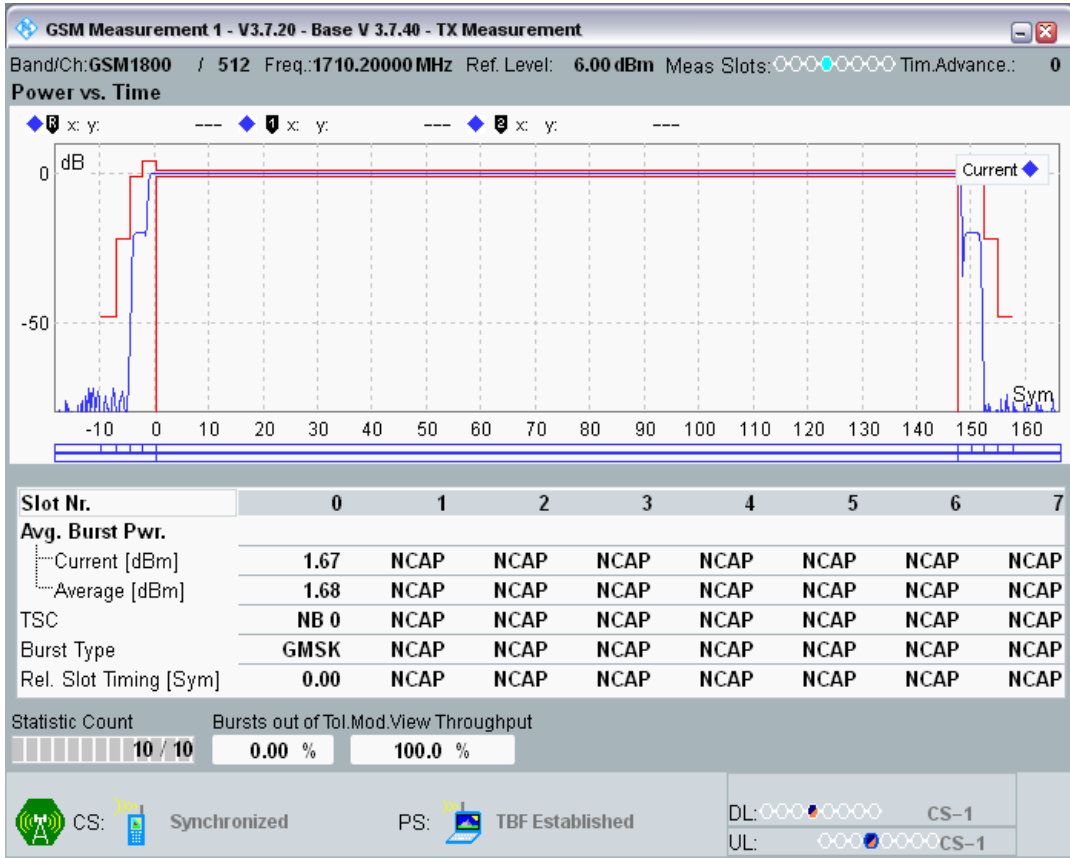 GSM Measurement 1 - V3.7.20 - Base V 3.7.40 - TX Measurement
Band/Ch:GSM1800 / 512 Freq.:1710.20000 MHz Ref. Level: 6.00 dBm Meas Slots: Tim.Advance.: 0
Power vs. Time
R x: y: --- 1 x: y: --- 2 x: y: ---
dB
Current
0
-50
Sym
-10 0 10 20 30 40 50 60 70 80 90 100 110 120 130 140 150 160
Slot Nr. 0 1 2 3 4 5 6 7
Avg. Burst Pwr.
Current [dBm] 1.67 NCAP NCAP NCAP NCAP NCAP NCAP NCAP
Average [dBm] 1.68 NCAP NCAP NCAP NCAP NCAP NCAP NCAP
TSC NB 0 NCAP NCAP NCAP NCAP NCAP NCAP NCAP
Burst Type GMSK NCAP NCAP NCAP NCAP NCAP NCAP NCAP
Rel. Slot Timing [Sym] 0.00 NCAP NCAP NCAP NCAP NCAP NCAP NCAP
Statistic Count Bursts out of Tol. Mod.View Throughput
10 / 10 0.00 % 100.0 %
CS: Synchronized PS: TBF Established DL: CS-1
UL: CS-1